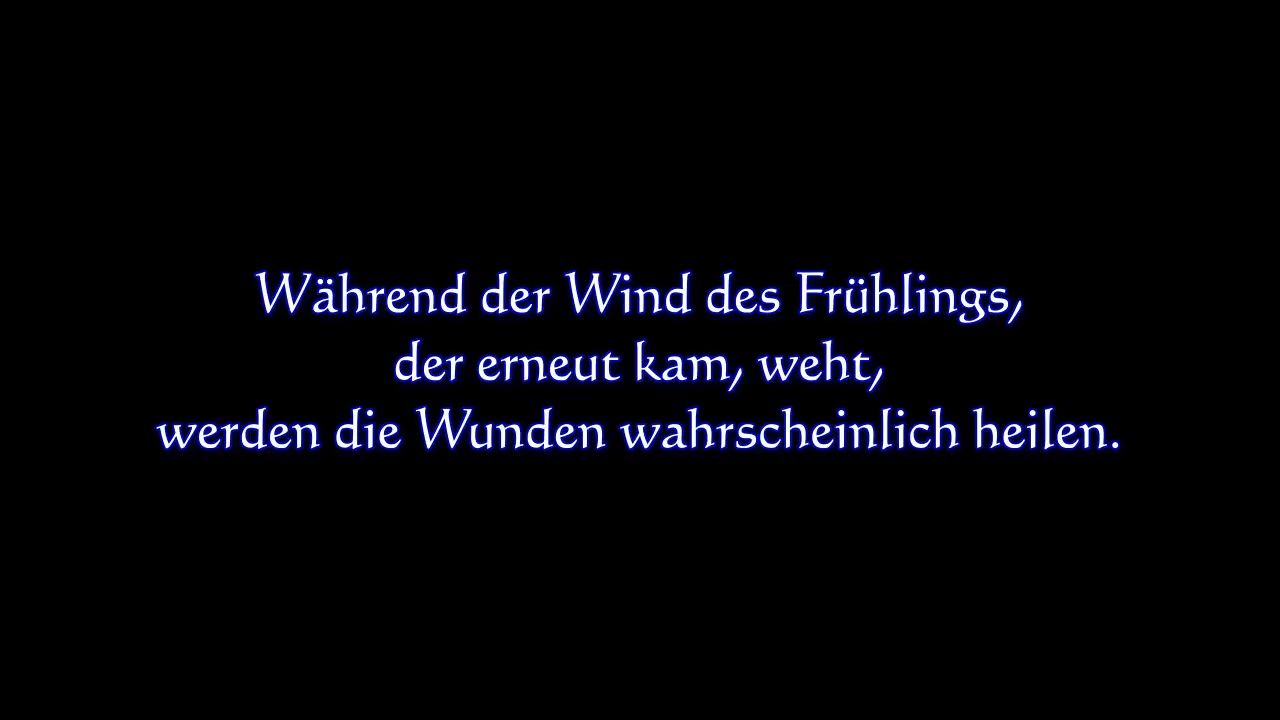 Während der Wind des Frühlings,
der erneut kam, weht,
werden die Wunden wahrscheinlich heilen.